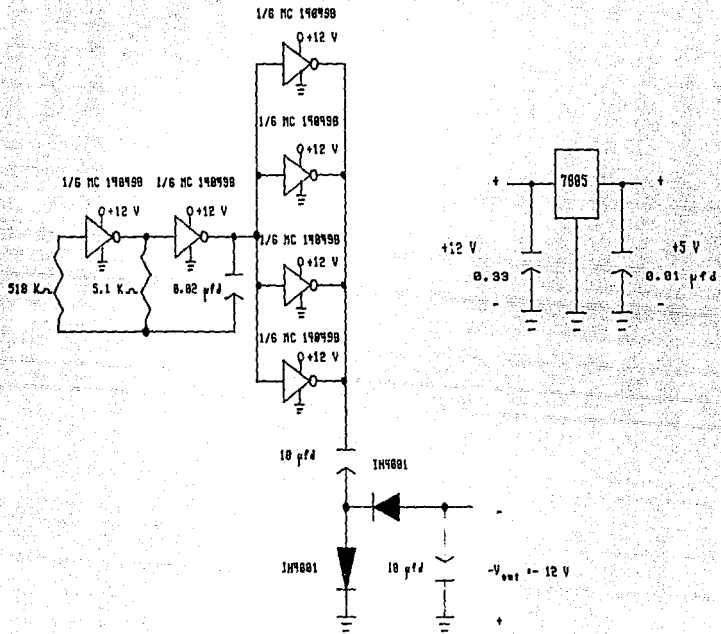 1/6 MC 14049B
+12 V
1/6 MC 14049B
+12 V
1/6 MC 14049B 1/6 MC 14049B
+12 V +12 V
1/6 MC 14049B
+12 V
510 KΩ 5.1 KΩ 0.02 µfd
1/6 MC 14049B
+12 V
10 µfd
1N4001
1N4001
10 µfd
-
-Vout = - 12 V
+
7805
+ +
+12 V +5 V
0.33 0.01 µfd
- -